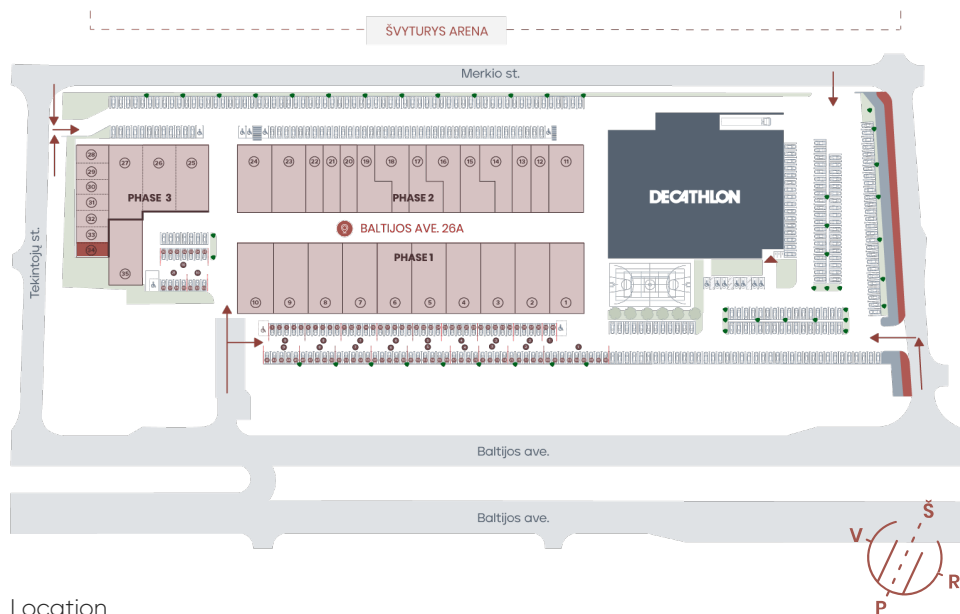 ŠVYTURYS ARENA
Merkio st.
Tekintojų st.
28
29
30
31
32
33
34
27
26
25
PHASE 3
35
24
23
22
21
20
19
18
17
16
15
14
13
12
11
PHASE 2
BALTIJOS AVE. 26A
PHASE 1
10
9
8
7
6
5
4
3
2
1
DECATHLON
Baltijos ave.
Baltijos ave.
Š
V
R
P
Location